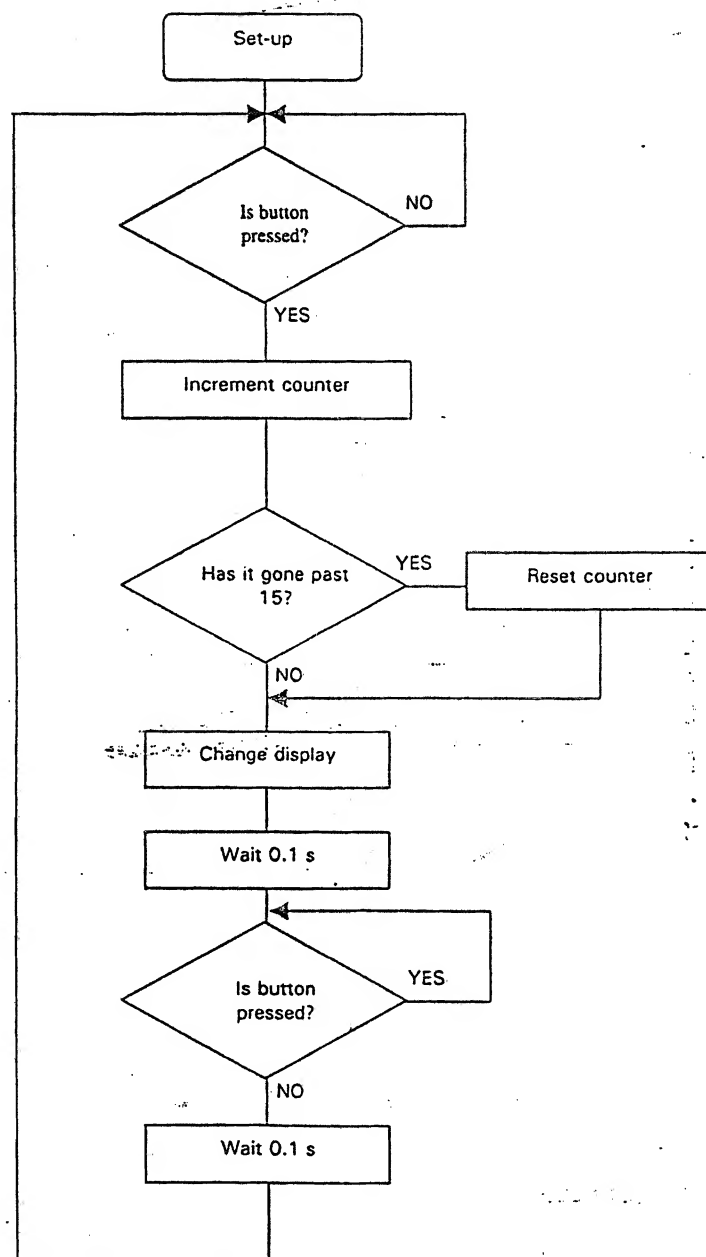 Set-up
Is button
pressed?
NO
YES
Increment counter
Has it gone past
15?
YES
Reset counter
NO
Change display
Wait 0.1 s
Is button
pressed?
YES
NO
Wait 0.1 s